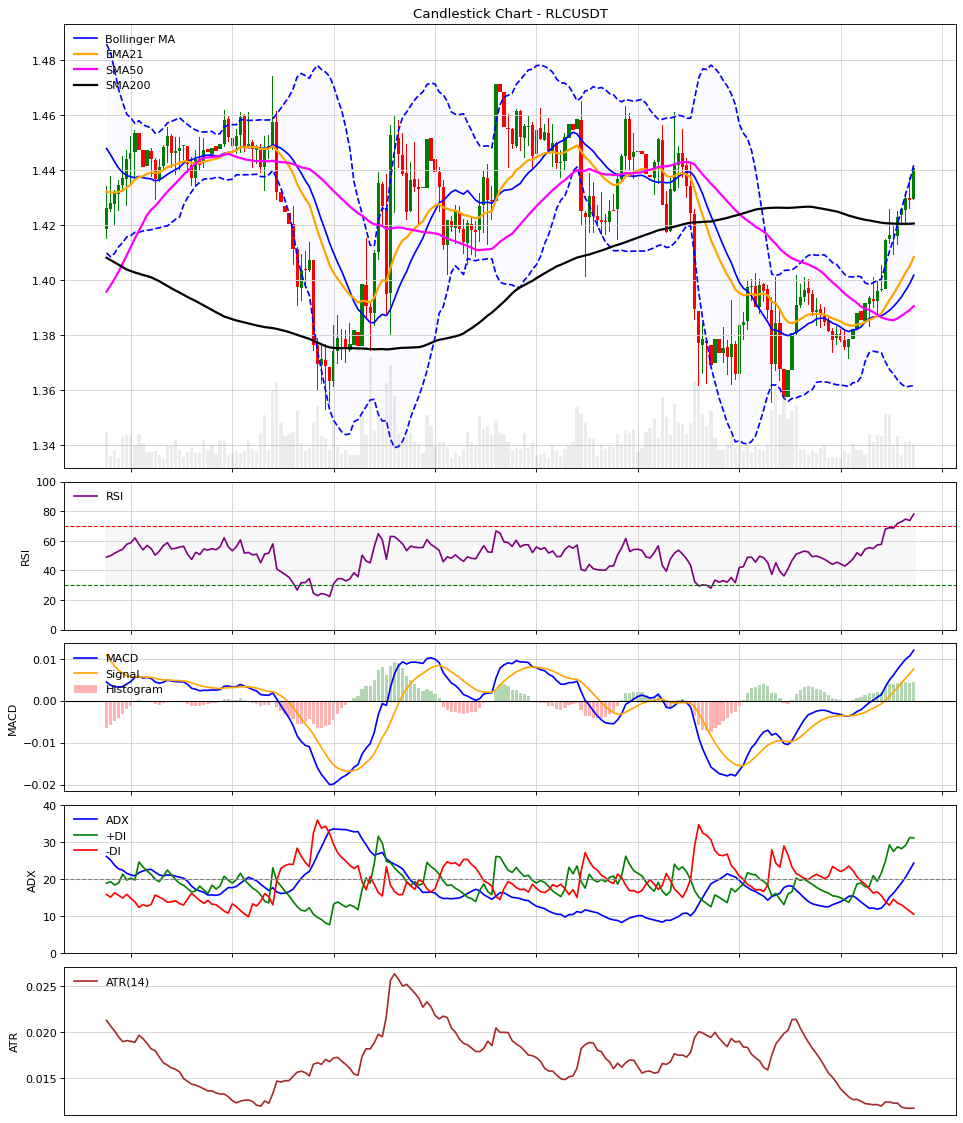 Candlestick Chart - RLCUSDT
Bollinger MA
EMA21
SMA50
SMA200
1.48
1.46
1.44
1.42
1.40
1.38
1.36
1.34
RSI
100
80
60
40
20
0
RSI
MACD
Signal
Histogram
0.01
0.00
−0.01
−0.02
MACD
ADX
+DI
-DI
40
30
20
10
0
ADX
ATR(14)
0.025
0.020
0.015
ATR